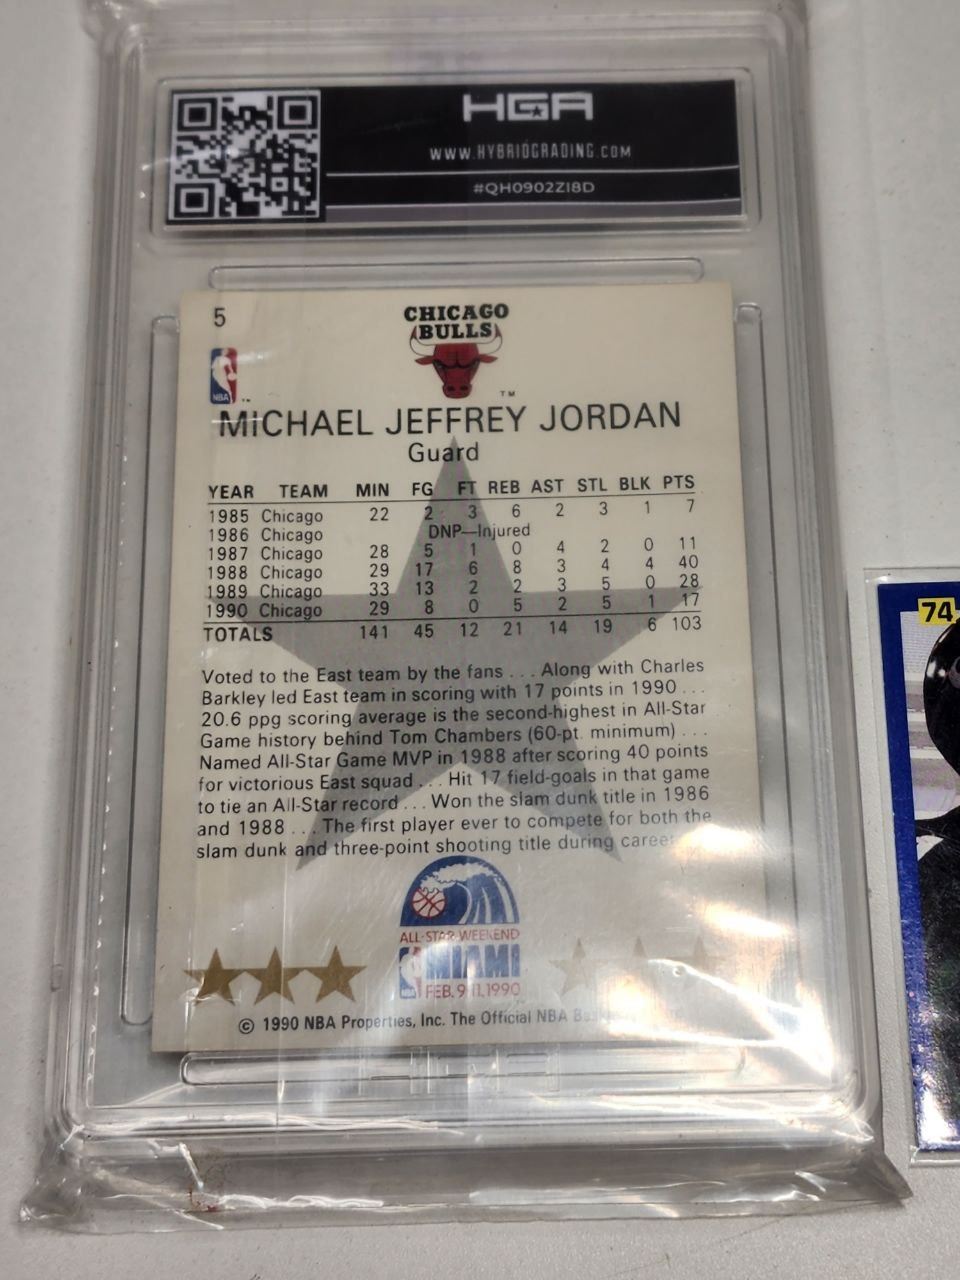 HGA
WWW.HYBRIDGRADING.COM
#QH0902ZI8D
5
CHICAGO
BULLS
NBA
TM
MICHAEL JEFFREY JORDAN
Guard
YEAR TEAM MIN FG FT REB AST STL BLK PTS
1985 Chicago 22 2 3 6 2 3 1 7
1986 Chicago DNP—Injured
1987 Chicago 28 5 1 0 4 2 0 11
1988 Chicago 29 17 6 8 3 4 4 40
1989 Chicago 33 13 2 2 3 5 0 28
1990 Chicago 29 8 0 5 2 5 1 17
TOTALS 141 45 12 21 14 19 6 103
Voted to the East team by the fans . . . Along with Charles
Barkley led East team in scoring with 17 points in 1990 . . .
20.6 ppg scoring average is the second-highest in All-Star
Game history behind Tom Chambers (60-pt. minimum) . . .
Named All-Star Game MVP in 1988 after scoring 40 points
for victorious East squad . . . Hit 17 field-goals in that game
to tie an All-Star record . . . Won the slam dunk title in 1986
and 1988 . . . The first player ever to compete for both the
slam dunk and three-point shooting title during career
ALL-STAR WEEKEND
NBA MIAMI
FEB. 9-11, 1990
© 1990 NBA Properties, Inc. The Official NBA
HGA
74